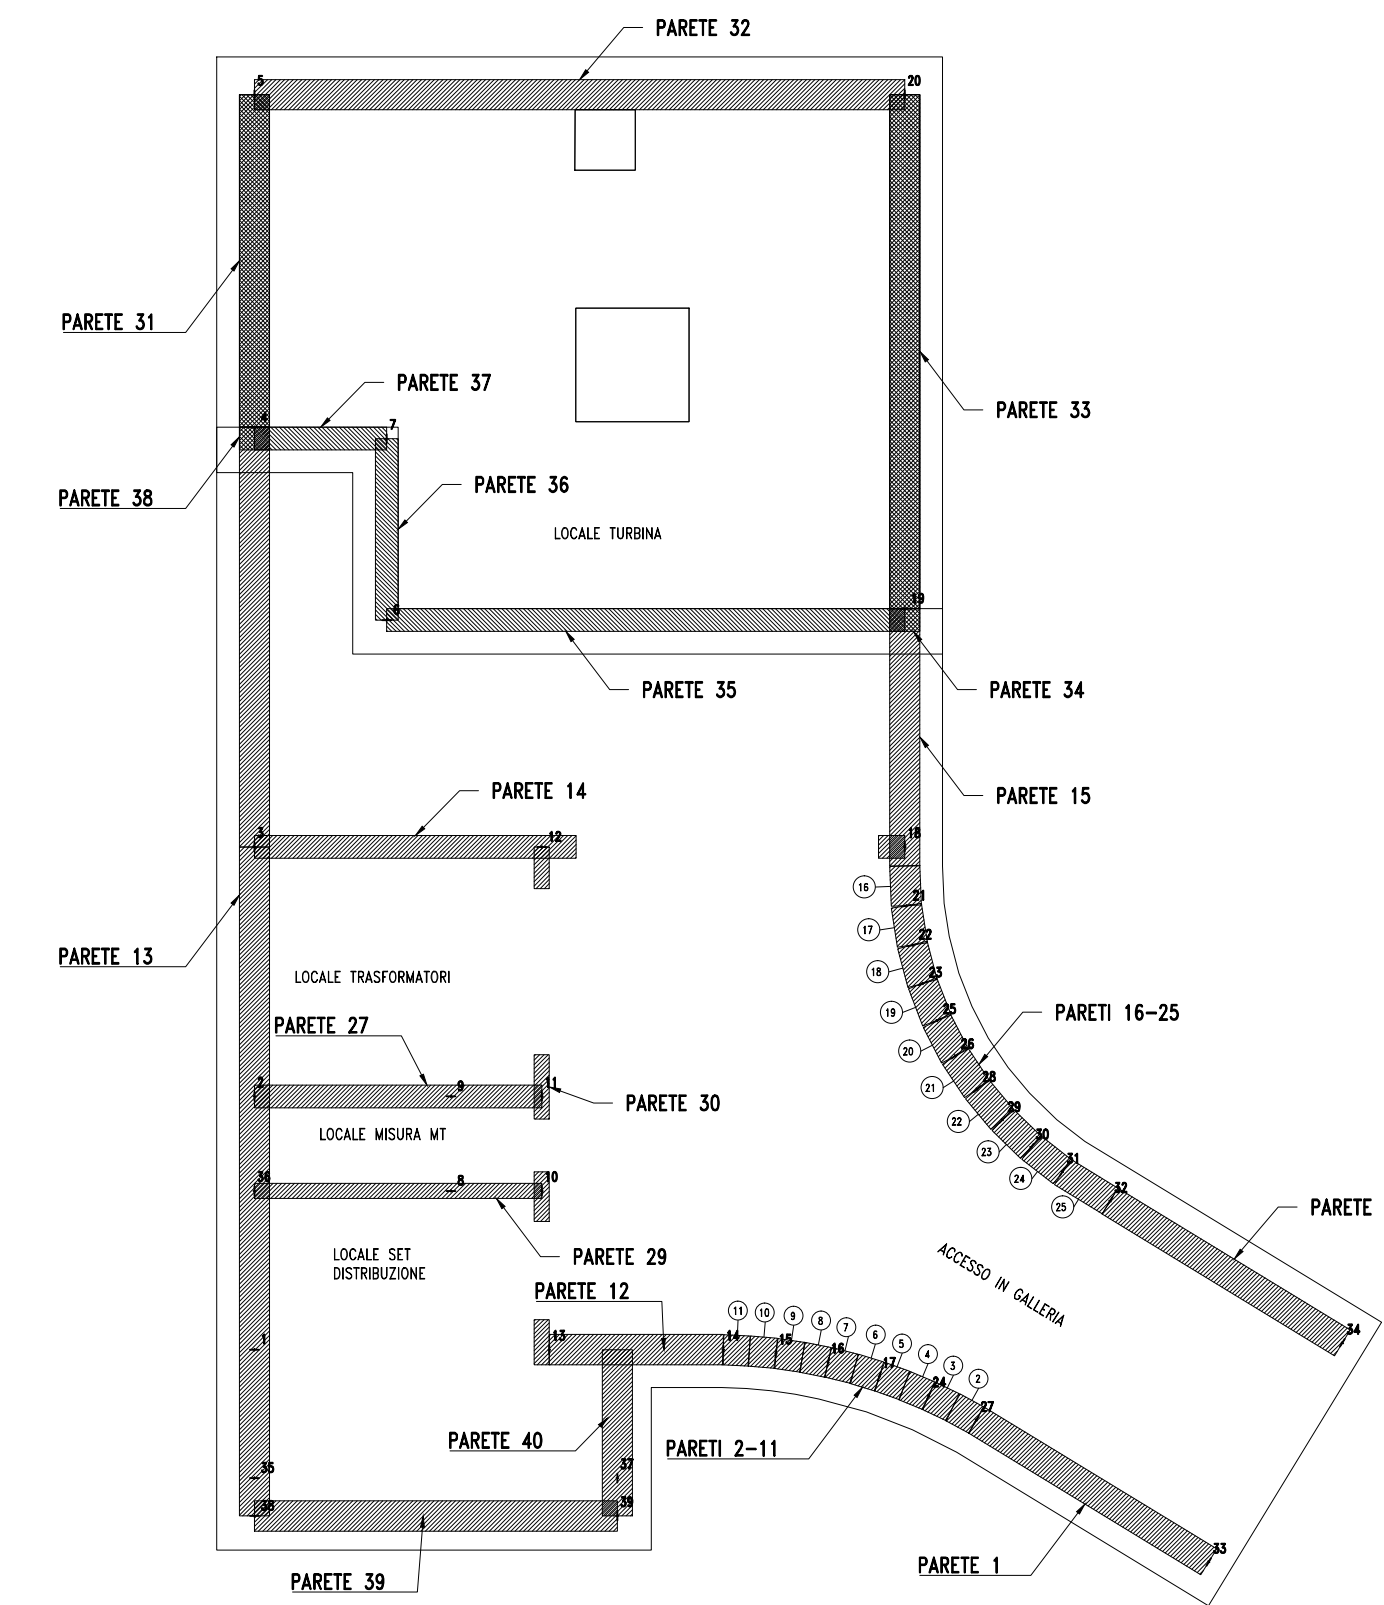 PARETE 32
5
20
PARETE 31
PARETE 37
4
7
PARETE 33
PARETE 38
PARETE 36
LOCALE TURBINA
6
19
PARETE 35
PARETE 34
PARETE 14
PARETE 15
3
12
18
16
21
17
22
PARETE 13
LOCALE TRASFORMATORI
18
23
19
25
PARETI 16-25
PARETE 27
20
26
2
9
11
21
28
PARETE 30
22
29
LOCALE MISURA MT
23
30
24
31
36
8
10
25
32
PARETE
LOCALE SET
DISTRIBUZIONE
PARETE 29
ACCESSO IN GALLERIA
PARETE 12
11
10
9
8
7
6
5
4
3
2
1
13
14
15
16
17
24
27
34
PARETE 40
PARETI 2-11
35
37
38
39
33
PARETE 39
PARETE 1